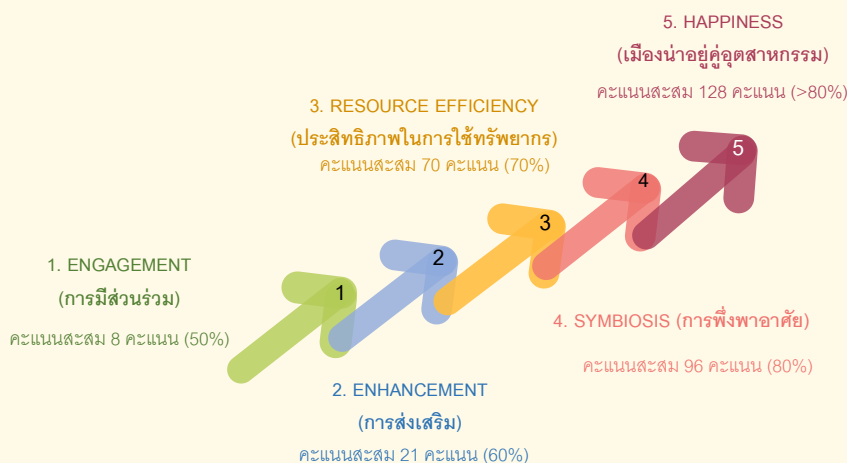 1. ENGAGEMENT
(การมีส่วนร่วม)
คะแนนสะสม 8 คะแนน (50%)
1
2. ENHANCEMENT
(การส่งเสริม)
คะแนนสะสม 21 คะแนน (60%)
2
3. RESOURCE EFFICIENCY
(ประสิทธิภาพในการใช้ทรัพยากร)
คะแนนสะสม 70 คะแนน (70%)
3
4. SYMBIOSIS (การพึ่งพาอาศัย)
คะแนนสะสม 96 คะแนน (80%)
4
5. HAPPINESS
(เมืองน่าอยู่คู่อุตสาหกรรม)
คะแนนสะสม 128 คะแนน (>80%)
5